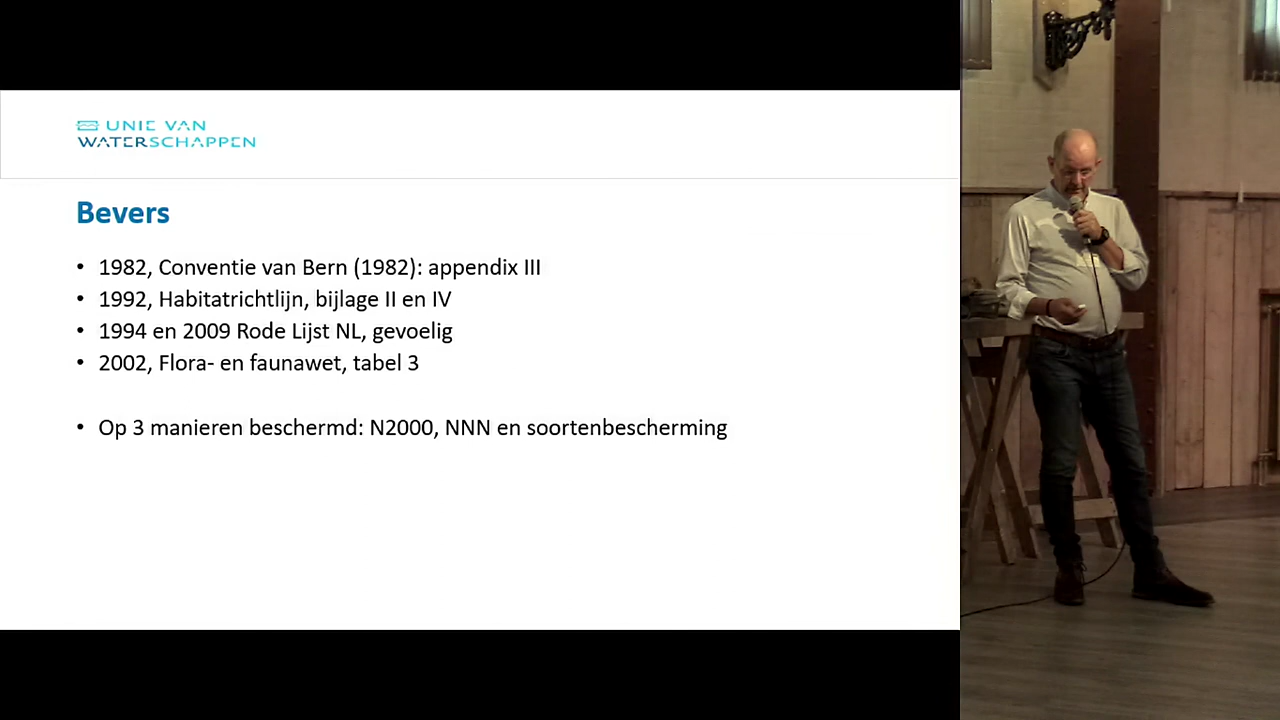 UNIE VAN
WATERSCHAPPEN
Bevers
• 1982, Conventie van Bern (1982): appendix III
• 1992, Habitatrichtlijn, bijlage II en IV
• 1994 en 2009 Rode Lijst NL, gevoelig
• 2002, Flora- en faunawet, tabel 3
• Op 3 manieren beschermd: N2000, NNN en soortenbescherming